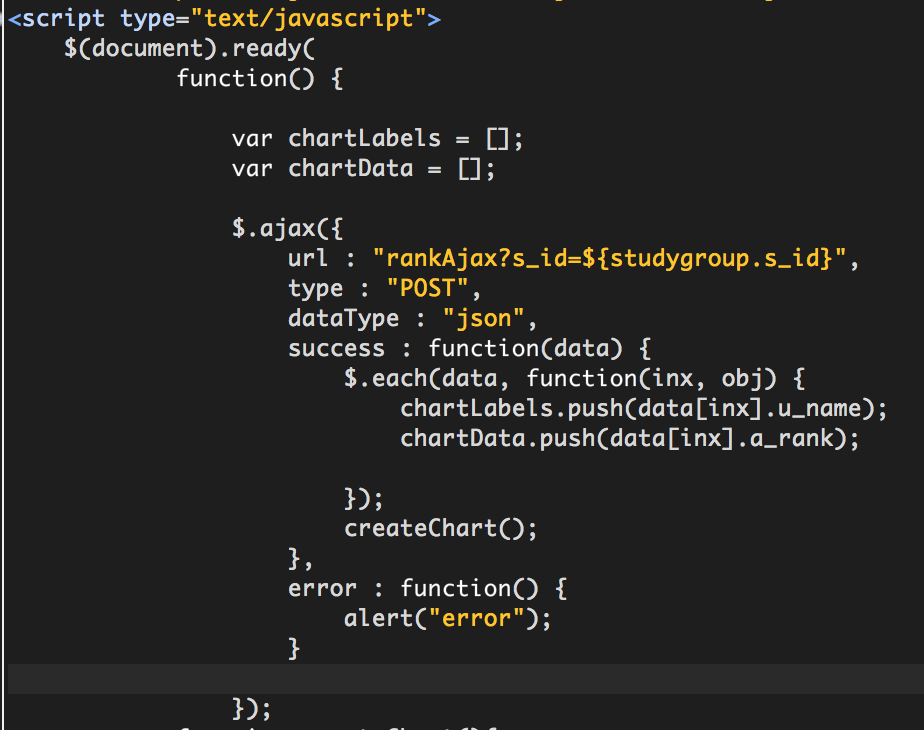 <script type="text/javascript">
$(document).ready(
function() {
var chartLabels = [];
var chartData = [];
$.ajax({
url : "rankAjax?s_id=${studygroup.s_id}",
type : "POST",
dataType : "json",
success : function(data) {
$.each(data, function(inx, obj) {
chartLabels.push(data[inx].u_name);
chartData.push(data[inx].a_rank);
});
createChart();
},
error : function() {
alert("error");
}
});